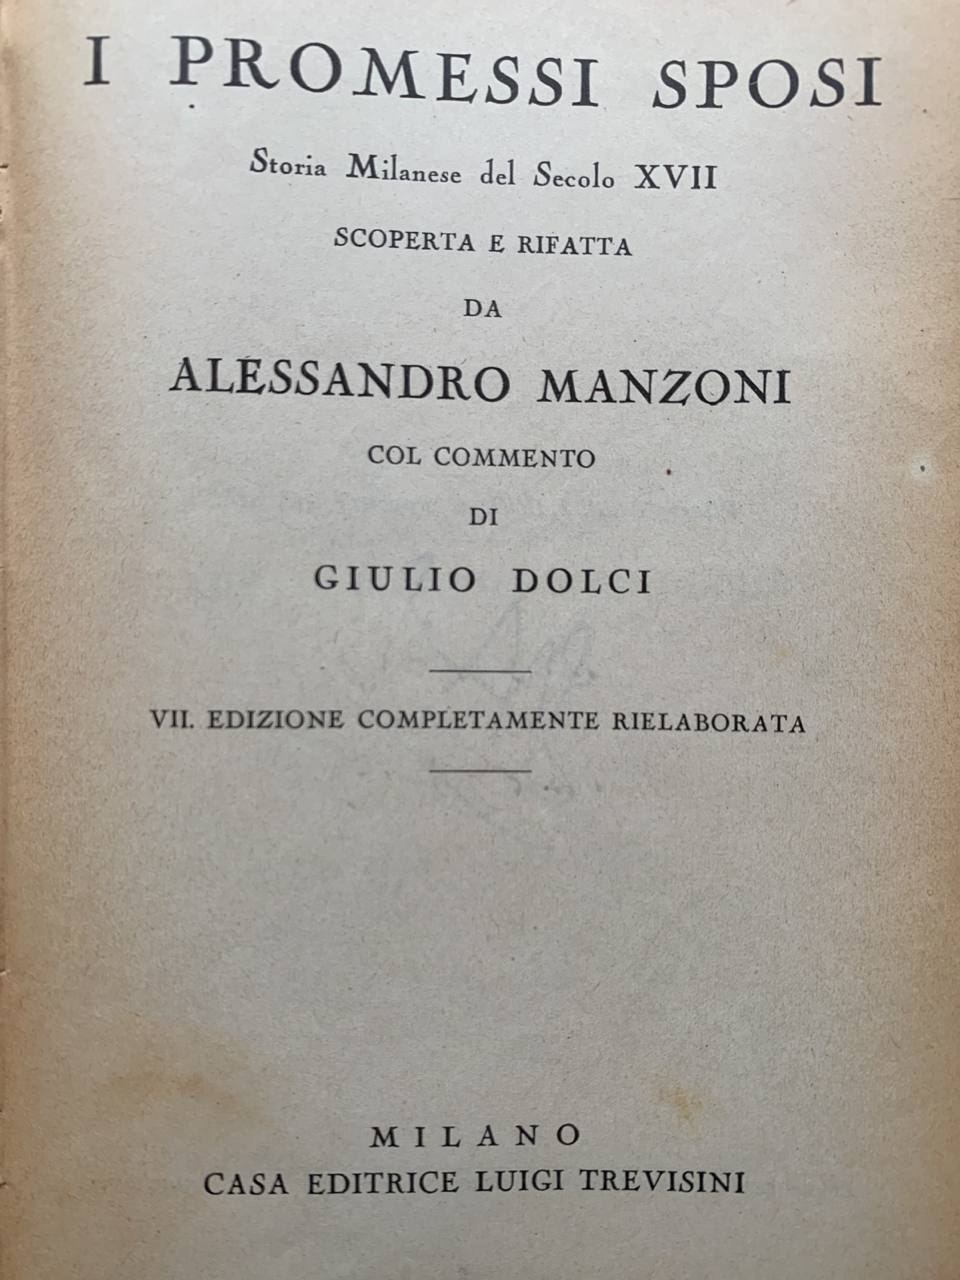 I PROMESSI SPOSI
Storia Milanese del Secolo XVII
SCOPERTA E RIFATTA
DA
ALESSANDRO MANZONI
COL COMMENTO
DI
GIULIO DOLCI
VII. EDIZIONE COMPLETAMENTE RIELABORATA
MILANO
CASA EDITRICE LUIGI TREVISINI